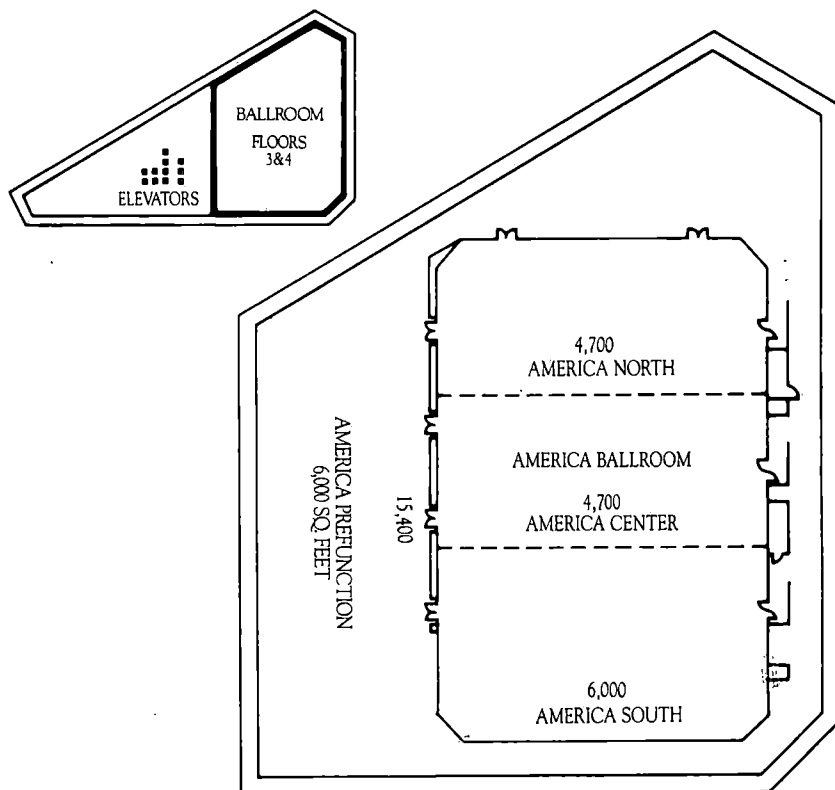 BALLROOM
FLOORS
3&4
ELEVATORS
4,700
AMERICA NORTH
AMERICA BALLROOM
4,700
AMERICA CENTER
6,000
AMERICA SOUTH
15,400
AMERICA PREFUNCTION
6,000 SQ. FEET